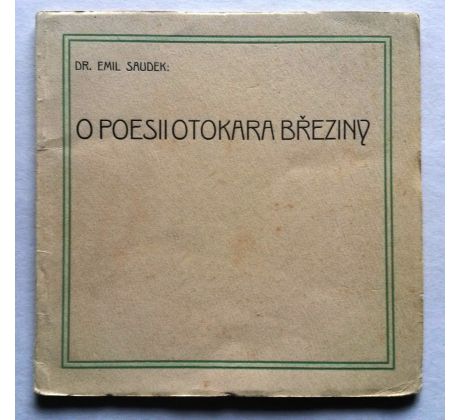 DR. EMIL SAUDEK:
O POESII OTOKARA BŘEZINY